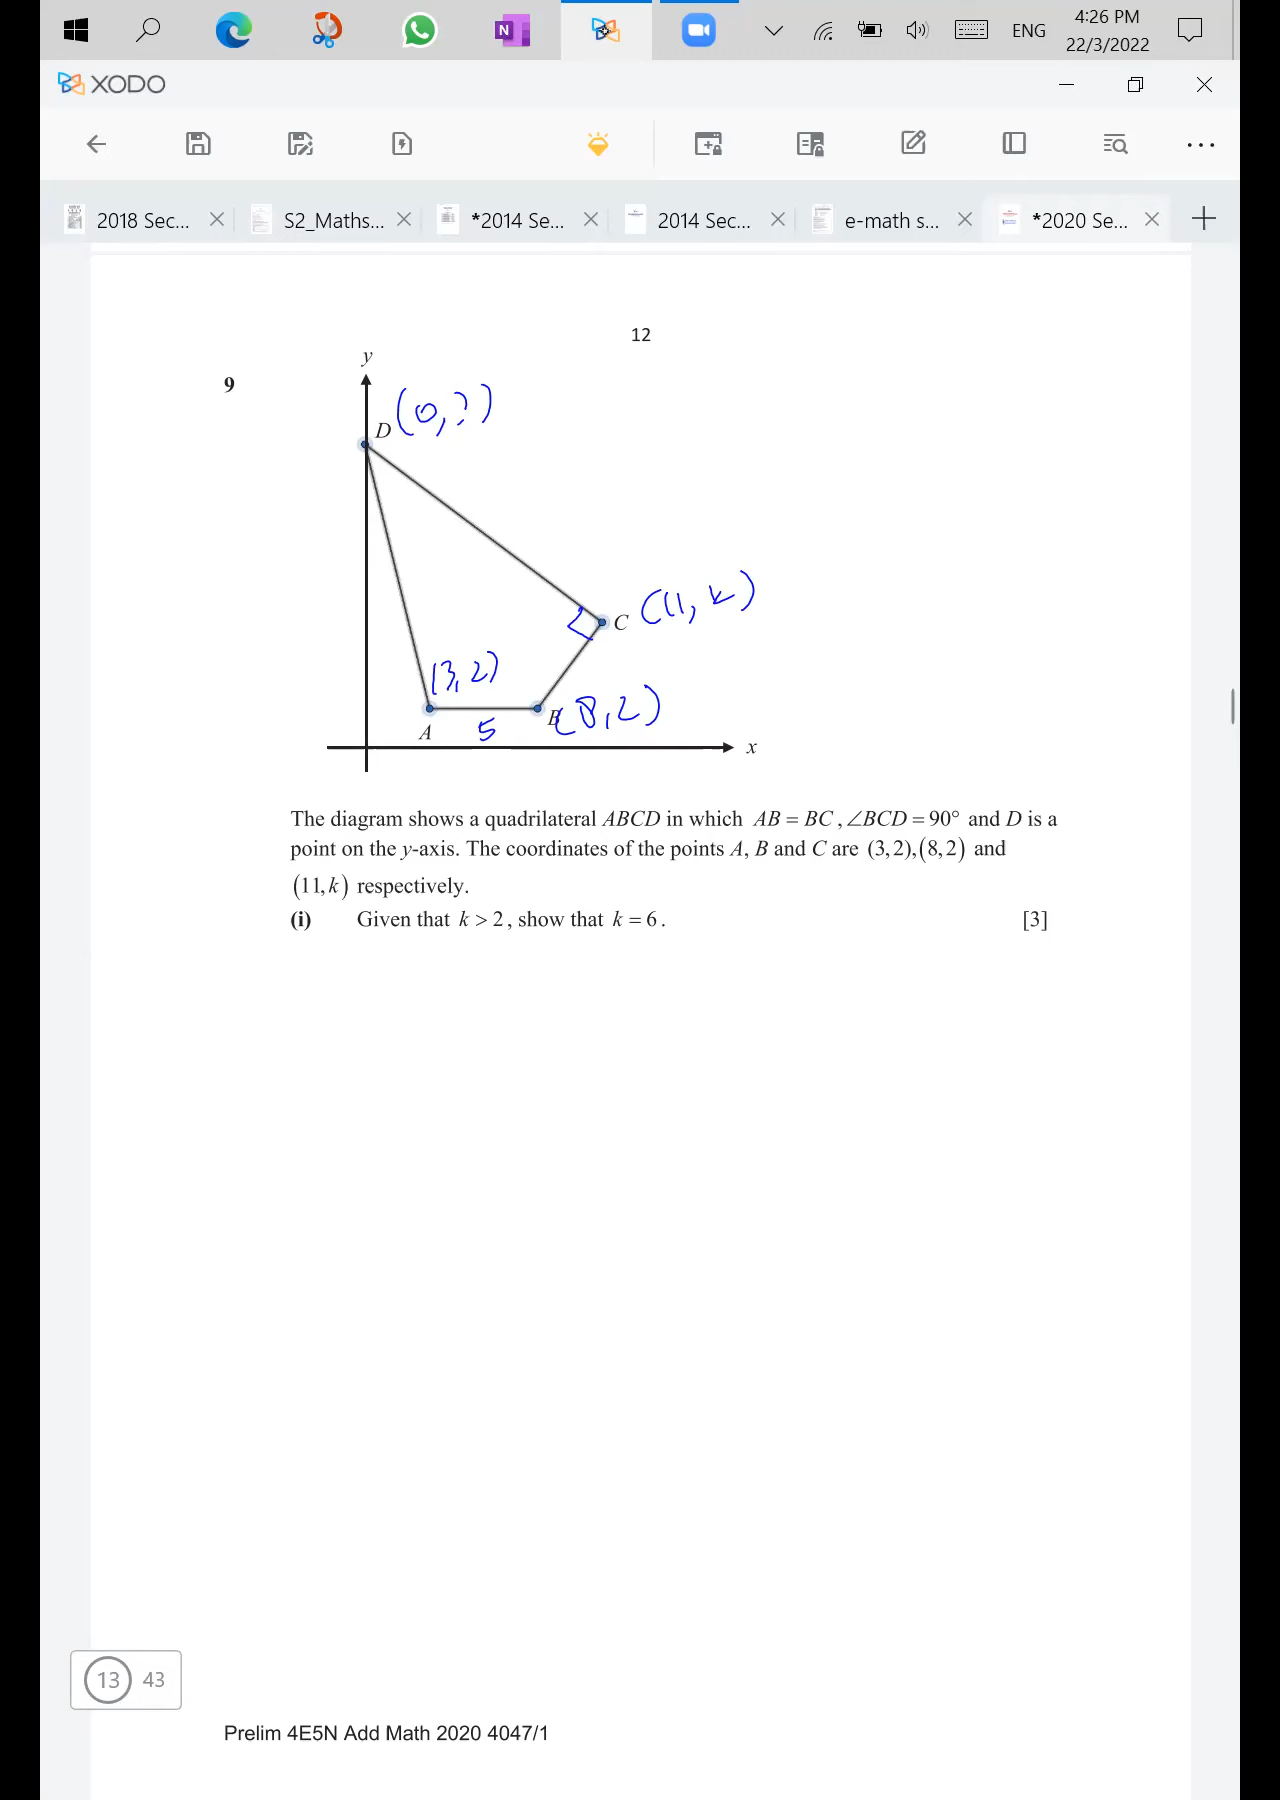 ENG
4:26 PM
22/3/2022
XODO
2018 Sec...
S2_Maths...
*2014 Se...
2014 Sec...
e-math s...
*2020 Se...
12
y
9
D (0,?)
C (11, k)
(3, 2)
B (8, 2)
A
5
x
The diagram shows a quadrilateral ABCD in which AB = BC, ∠BCD = 90° and D is a
point on the y-axis. The coordinates of the points A, B and C are (3, 2), (8, 2) and
(11, k) respectively.
(i) Given that k > 2, show that k = 6. [3]
13 43
Prelim 4E5N Add Math 2020 4047/1